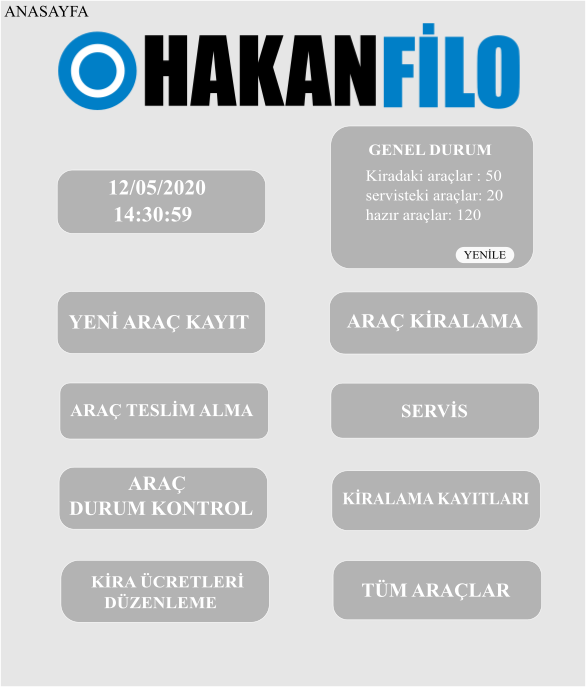 ANASAYFA
HAKANFİLO
12/05/2020
14:30:59
GENEL DURUM
Kiradaki araçlar : 50
servisteki araçlar: 20
hazır araçlar: 120
YENİLE
YENİ ARAÇ KAYIT
ARAÇ KİRALAMA
ARAÇ TESLİM ALMA
SERVİS
ARAÇ
DURUM KONTROL
KİRALAMA KAYITLARI
KİRA ÜCRETLERİ
DÜZENLEME
TÜM ARAÇLAR